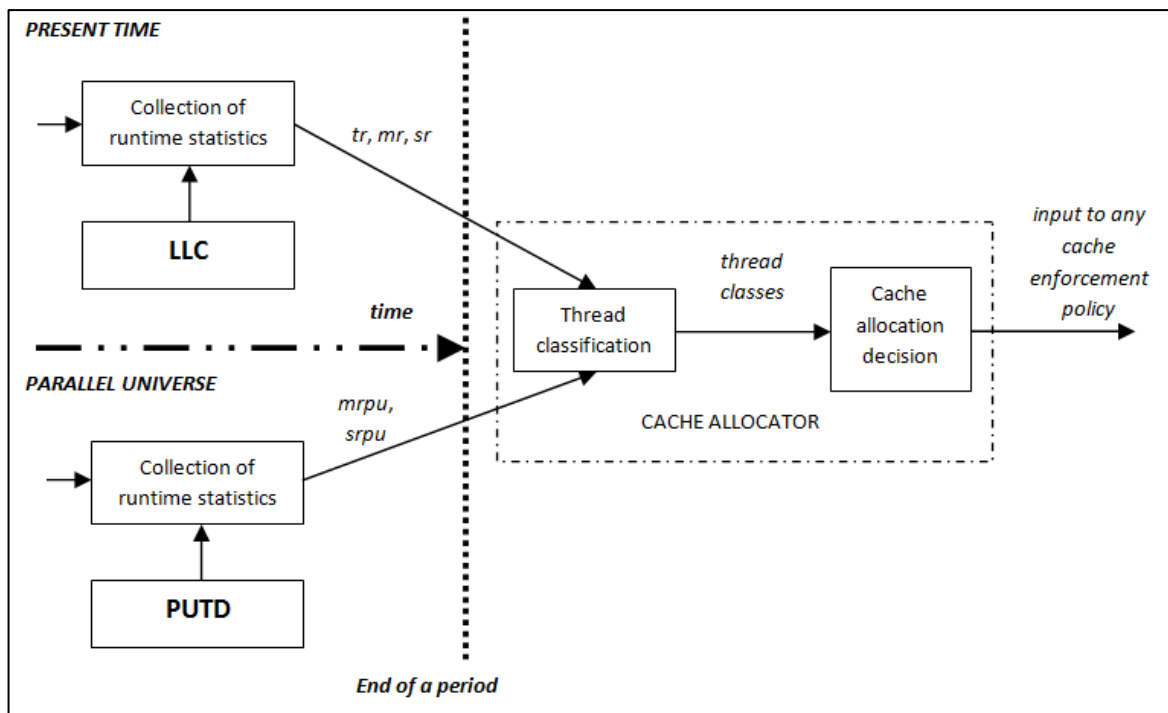 PRESENT TIME
Collection of
runtime statistics
tr, mr, sr
LLC
time
PARALLEL UNIVERSE
mrpu,
srpu
Collection of
runtime statistics
PUTD
End of a period
Thread
classification
thread
classes
Cache
allocation
decision
CACHE ALLOCATOR
input to any
cache
enforcement
policy